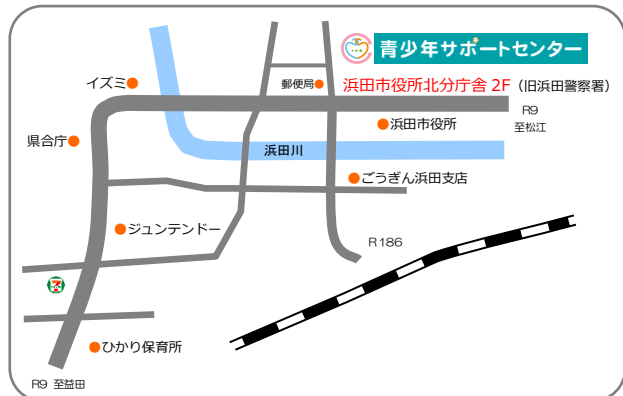 青少年サポートセンター
イズミ
郵便局
浜田市役所北分庁舎 2F (旧浜田警察署)
R9
至松江
浜田市役所
県合庁
浜田川
ごうぎん浜田支店
ジュンテンドー
R186
7
ひかり保育所
R9 至益田